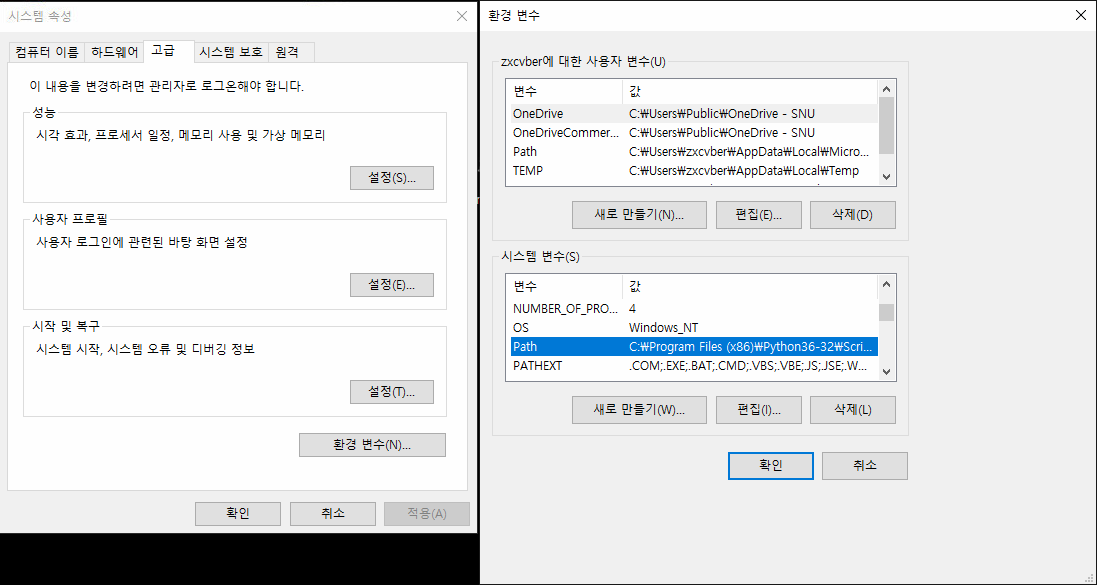 시스템 속성
컴퓨터 이름 하드웨어 고급 시스템 보호 원격
이 내용을 변경하려면 관리자로 로그온해야 합니다.
성능
시각 효과, 프로세서 일정, 메모리 사용 및 가상 메모리
설정(S)...
사용자 프로필
사용자 로그인에 관련된 바탕 화면 설정
설정(E)...
시작 및 복구
시스템 시작, 시스템 오류 및 디버깅 정보
설정(T)...
환경 변수(N)...
확인 취소 적용(A)
환경 변수
zxcvber에 대한 사용자 변수(U)
변수 값
OneDrive C:₩Users₩Public₩OneDrive - SNU
OneDriveCommer... C:₩Users₩Public₩OneDrive - SNU
Path C:₩Users₩zxcvber₩AppData₩Local₩Micro...
TEMP C:₩Users₩zxcvber₩AppData₩Local₩Temp
새로 만들기(N)... 편집(E)... 삭제(D)
시스템 변수(S)
변수 값
NUMBER_OF_PRO... 4
OS Windows_NT
Path C:₩Program Files (x86)₩Python36-32₩Scri...
PATHEXT .COM;.EXE;.BAT;.CMD;.VBS;.VBE;.JS;.JSE;.W...
새로 만들기(W)... 편집(I)... 삭제(L)
확인 취소